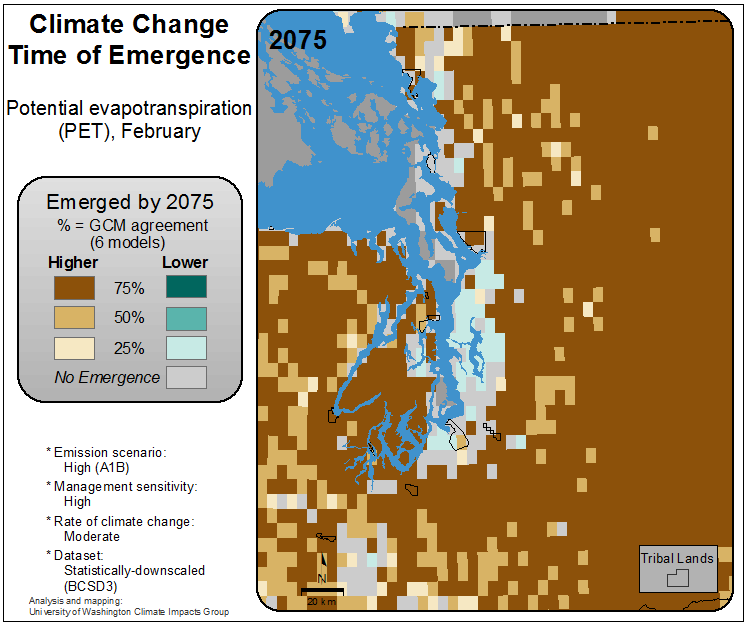 Climate Change
Time of Emergence
Potential evapotranspiration
(PET), February
Emerged by 2075
% = GCM agreement
(6 models)
Higher Lower
75%
50%
25%
No Emergence
* Emission scenario:
High (A1B)
* Management sensitivity:
High
* Rate of climate change:
Moderate
* Dataset:
Statistically-downscaled
(BCSD3)
Analysis and mapping:
University of Washington Climate Impacts Group
2075
N
20 km
Tribal Lands